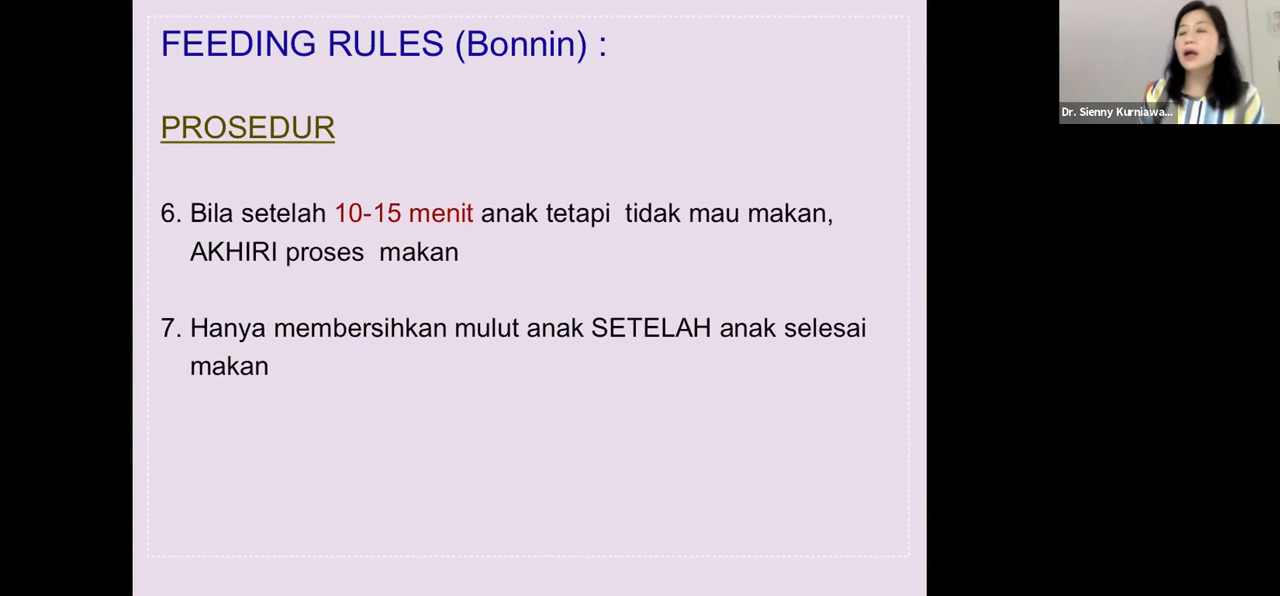 FEEDING RULES (Bonnin) :
PROSEDUR
6. Bila setelah 10-15 menit anak tetapi tidak mau makan,
AKHIRI proses makan
7. Hanya membersihkan mulut anak SETELAH anak selesai
makan
Dr. Sienny Kurniawa...